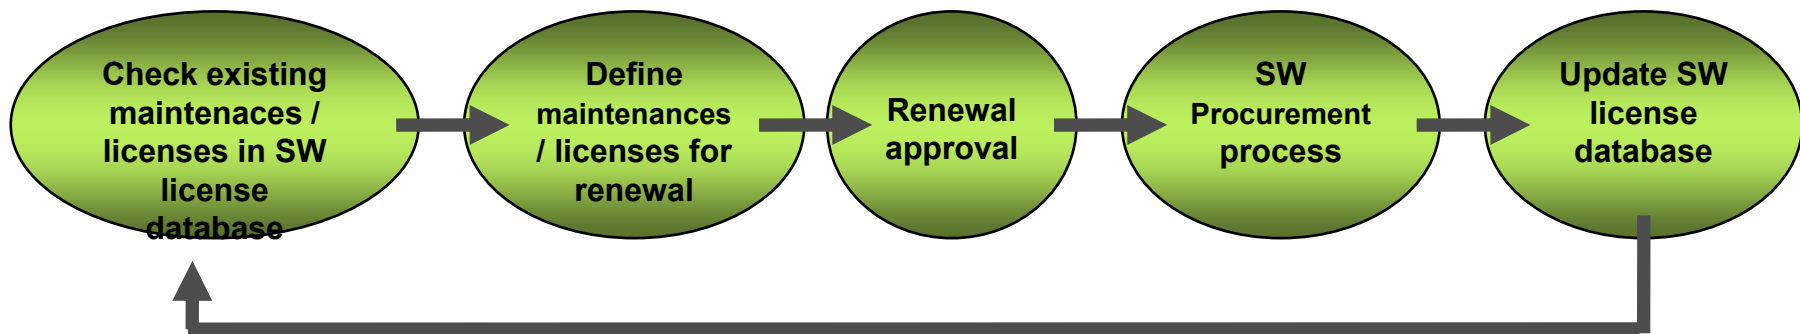 Check existing
maintenaces /
licenses in SW
license
database
Define
maintenances
/ licenses for
renewal
Renewal
approval
SW
Procurement
process
Update SW
license
database